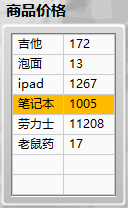 商品价格
吉他 172
泡面 13
ipad 1267
笔记本 1005
劳力士 11208
老鼠药 17